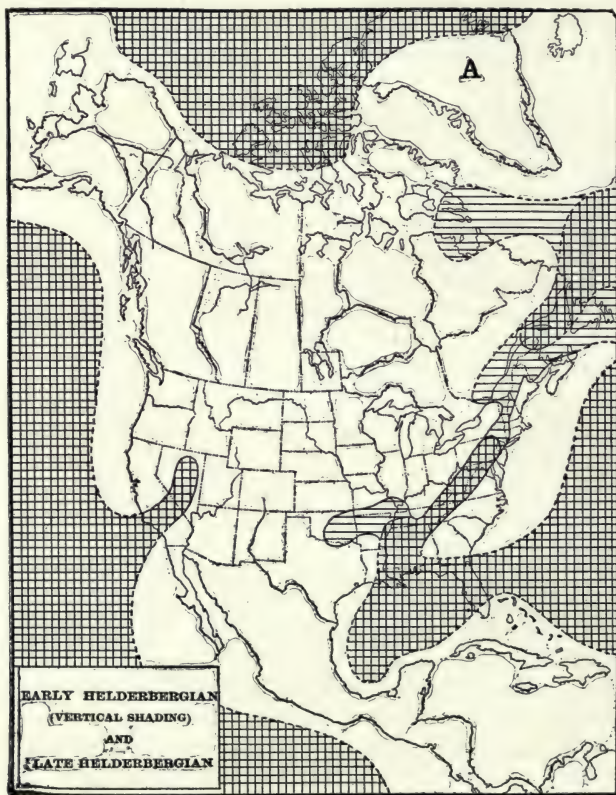 A
EARLY HELDERBERGIAN
(VERTICAL SHADING)
AND
LATE HELDERBERGIAN